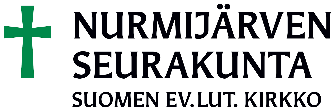 NURMIJÄRVEN
SEURAKUNTA
SUOMEN EV.LUT. KIRKKO